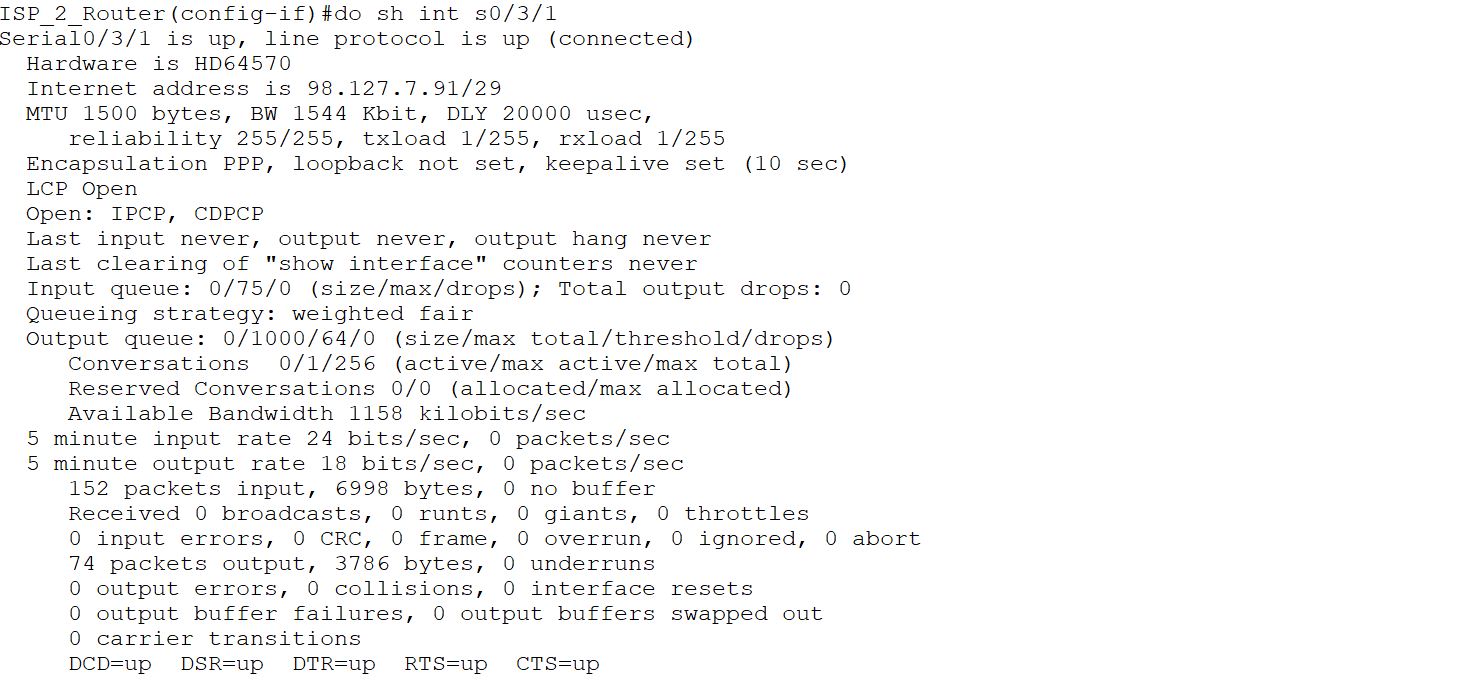 ISP_2_Router(config-if)#do sh int s0/3/1
Serial0/3/1 is up, line protocol is up (connected)
Hardware is HD64570
Internet address is 98.127.7.91/29
MTU 1500 bytes, BW 1544 Kbit, DLY 20000 usec,
reliability 255/255, txload 1/255, rxload 1/255
Encapsulation PPP, loopback not set, keepalive set (10 sec)
LCP Open
Open: IPCP, CDPCP
Last input never, output never, output hang never
Last clearing of "show interface" counters never
Input queue: 0/75/0 (size/max/drops); Total output drops: 0
Queueing strategy: weighted fair
Output queue: 0/1000/64/0 (size/max total/threshold/drops)
Conversations  0/1/256 (active/max active/max total)
Reserved Conversations 0/0 (allocated/max allocated)
Available Bandwidth 1158 kilobits/sec
5 minute input rate 24 bits/sec, 0 packets/sec
5 minute output rate 18 bits/sec, 0 packets/sec
152 packets input, 6998 bytes, 0 no buffer
Received 0 broadcasts, 0 runts, 0 giants, 0 throttles
0 input errors, 0 CRC, 0 frame, 0 overrun, 0 ignored, 0 abort
74 packets output, 3786 bytes, 0 underruns
0 output errors, 0 collisions, 0 interface resets
0 output buffer failures, 0 output buffers swapped out
0 carrier transitions
DCD=up  DSR=up  DTR=up  RTS=up  CTS=up